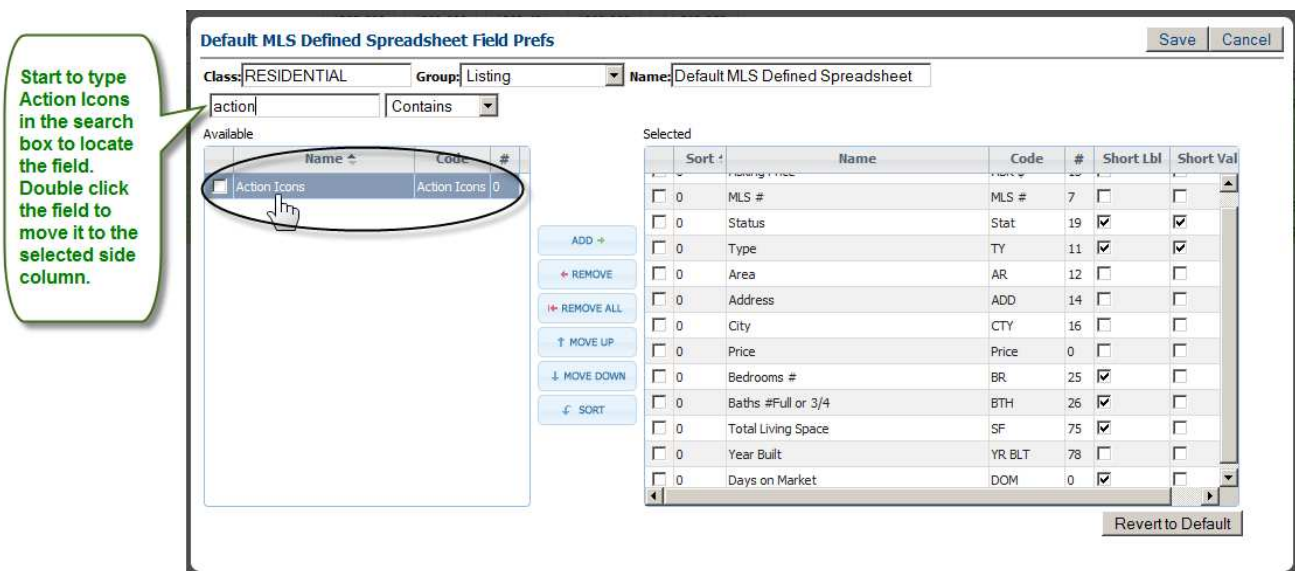 Default MLS Defined Spreadsheet Field Prefs
Save Cancel
Start to type
Action Icons
in the search
box to locate
the field.
Double click
the field to
move it to the
selected side
column.
Class: RESIDENTIAL Group: Listing Name: Default MLS Defined Spreadsheet
action Contains
Available
Name Code #
Action Icons Action Icons 0
ADD
REMOVE
REMOVE ALL
MOVE UP
MOVE DOWN
SORT
Selected
Sort Name Code # Short Lbl Short Val
0 MLS # MLS # 7
0 Status Stat 19
0 Type TY 11
0 Area AR 12
0 Address ADD 14
0 City CTY 16
0 Price Price 0
0 Bedrooms # BR 25
0 Baths #Full or 3/4 BTH 26
0 Total Living Space SF 75
0 Year Built YR BLT 78
0 Days on Market DOM 0
Revert to Default